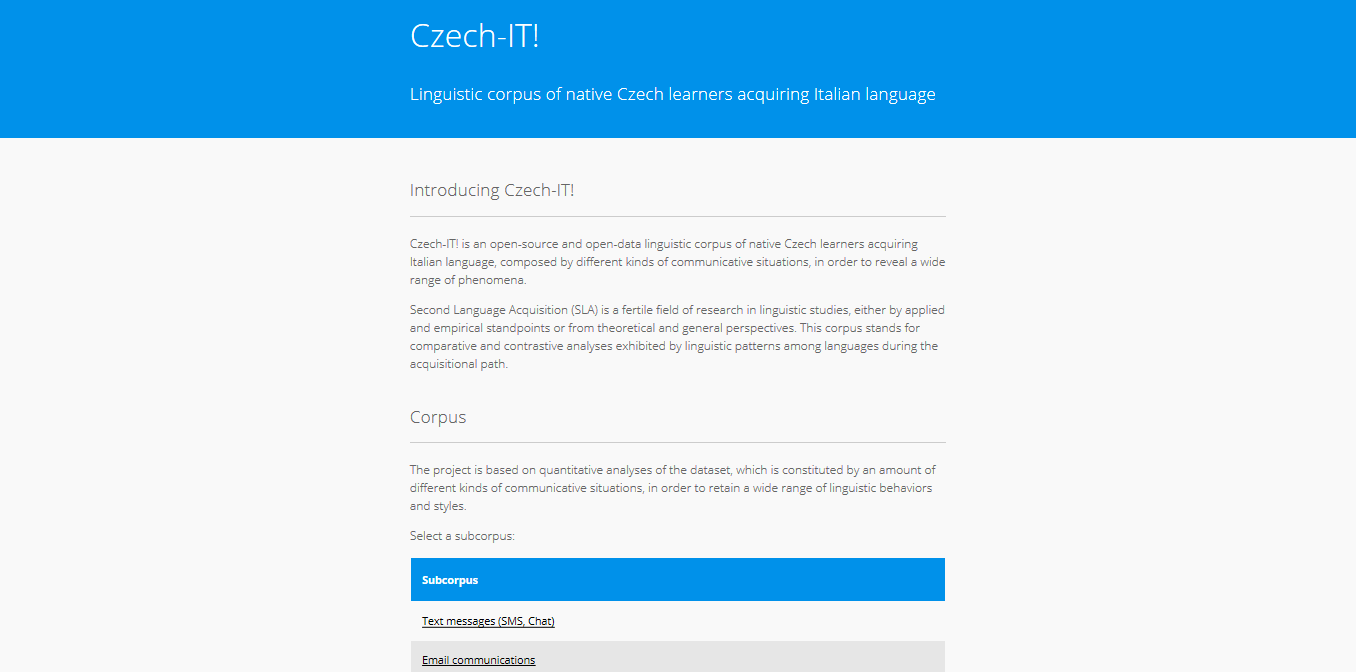 Czech-IT!
Linguistic corpus of native Czech learners acquiring Italian language
Introducing Czech-IT!
Czech-IT! is an open-source and open-data linguistic corpus of native Czech learners acquiring
Italian language, composed by different kinds of communicative situations, in order to reveal a wide
range of phenomena.
Second Language Acquisition (SLA) is a fertile field of research in linguistic studies, either by applied
and empirical standpoints or from theoretical and general perspectives. This corpus stands for
comparative and contrastive analyses exhibited by linguistic patterns among languages during the
acquisitional path.
Corpus
The project is based on quantitative analyses of the dataset, which is constituted by an amount of
different kinds of communicative situations, in order to retain a wide range of linguistic behaviors
and styles.
Select a subcorpus:
Subcorpus
Text messages (SMS, Chat)
Email communications